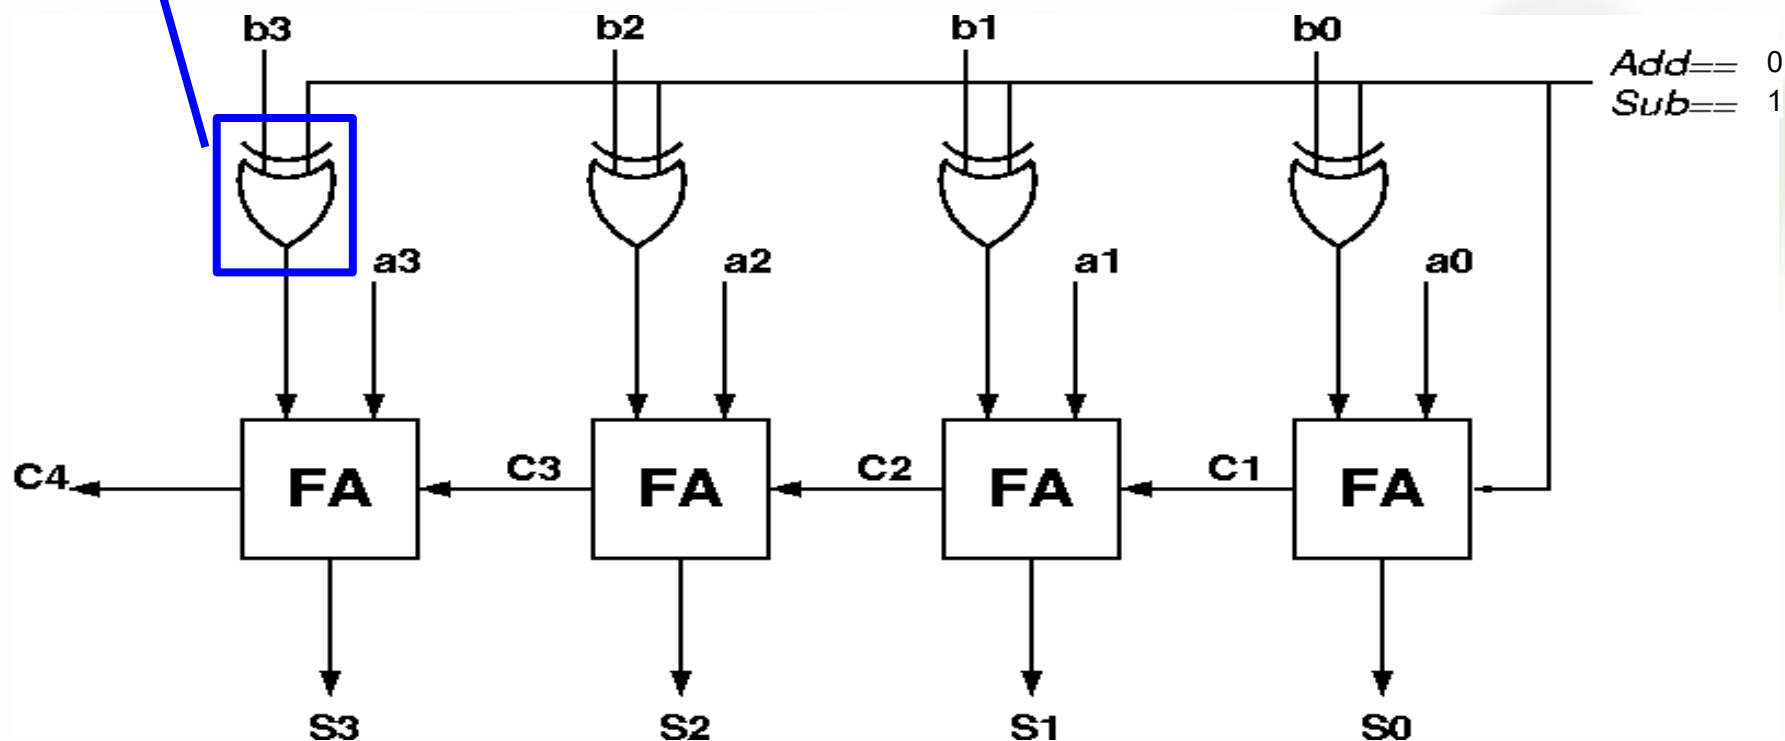 b3 b2 b1 b0
Add== 0
Sub== 1
a3 a2 a1 a0
C4 FA C3 FA C2 FA C1 FA
S3 S2 S1 S0